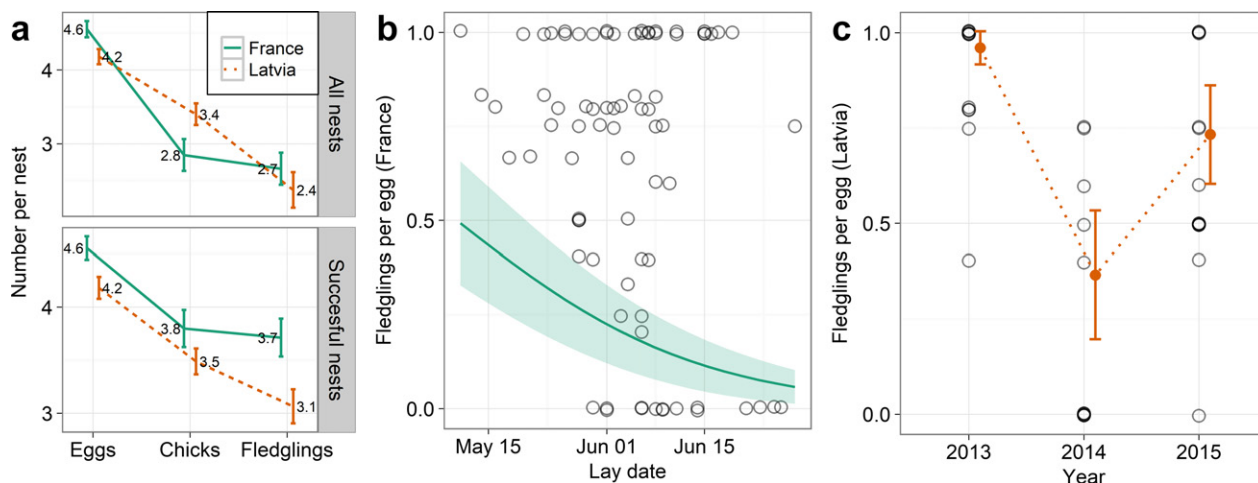 a
France
Latvia
Number per nest
4
3
4.6
4.2
3.4
2.8
2.7
2.4
All nests
4
3
4.6
4.2
3.8
3.5
3.7
3.1
Succesful nests
Eggs Chicks Fledglings
b
Fledglings per egg (France)
1.0
0.5
0.0
May 15 Jun 01 Jun 15
Lay date
c
Fledglings per egg (Latvia)
1.0
0.5
0.0
2013 2014 2015
Year